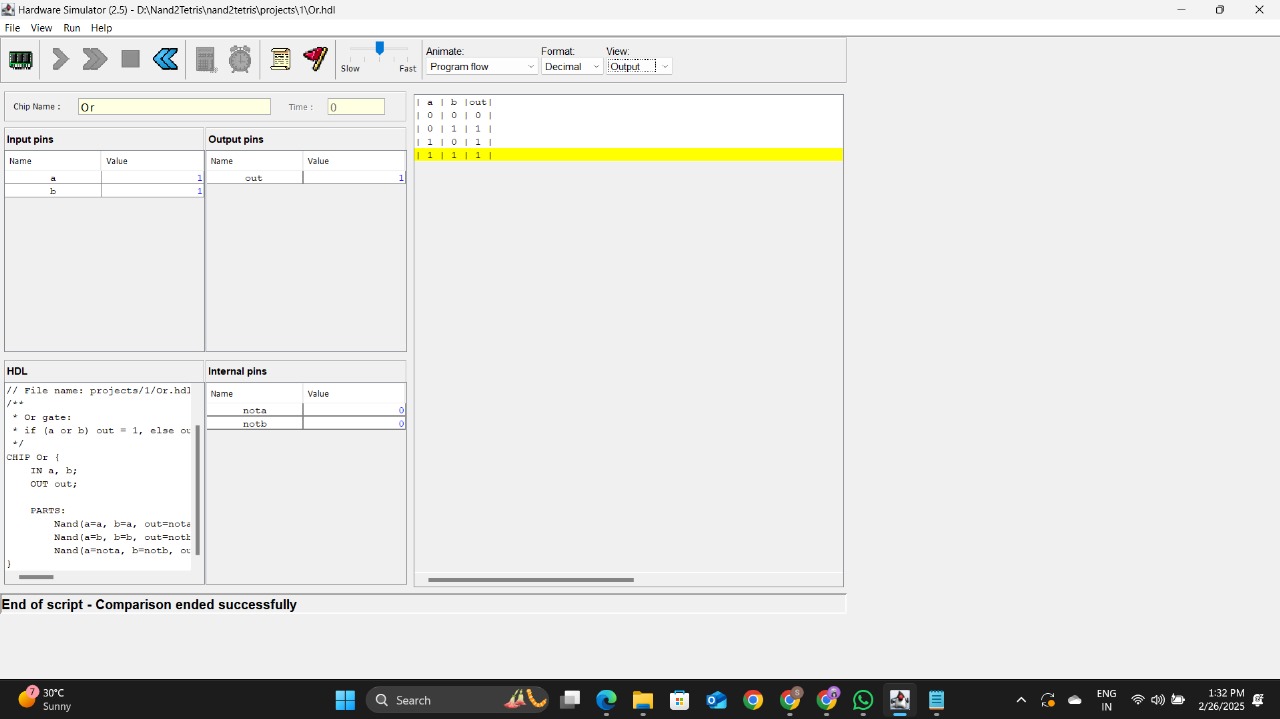 Hardware Simulator (2.5) - D:\Nand2Tetris\nand2tetris\projects\1\Or.hdl
File View Run Help
Slow Fast
Animate: Format: View:
Program flow Decimal Output
Chip Name : Or Time : 0
Input pins
Name Value
a 1
b 1
Output pins
Name Value
out 1
HDL
// File name: projects/1/Or.hdl
/**
* Or gate:
* if (a or b) out = 1, else ou
*/
CHIP Or {
IN a, b;
OUT out;
PARTS:
Nand(a=a, b=a, out=nota
Nand(a=b, b=b, out=notb
Nand(a=nota, b=notb, ou
}
Internal pins
Name Value
nota 0
notb 0
| a | b |out|
| 0 | 0 | 0 |
| 0 | 1 | 1 |
| 1 | 0 | 1 |
| 1 | 1 | 1 |
End of script - Comparison ended successfully
7
30°C
Sunny
Search
S
ENG
IN
1:32 PM
2/26/2025